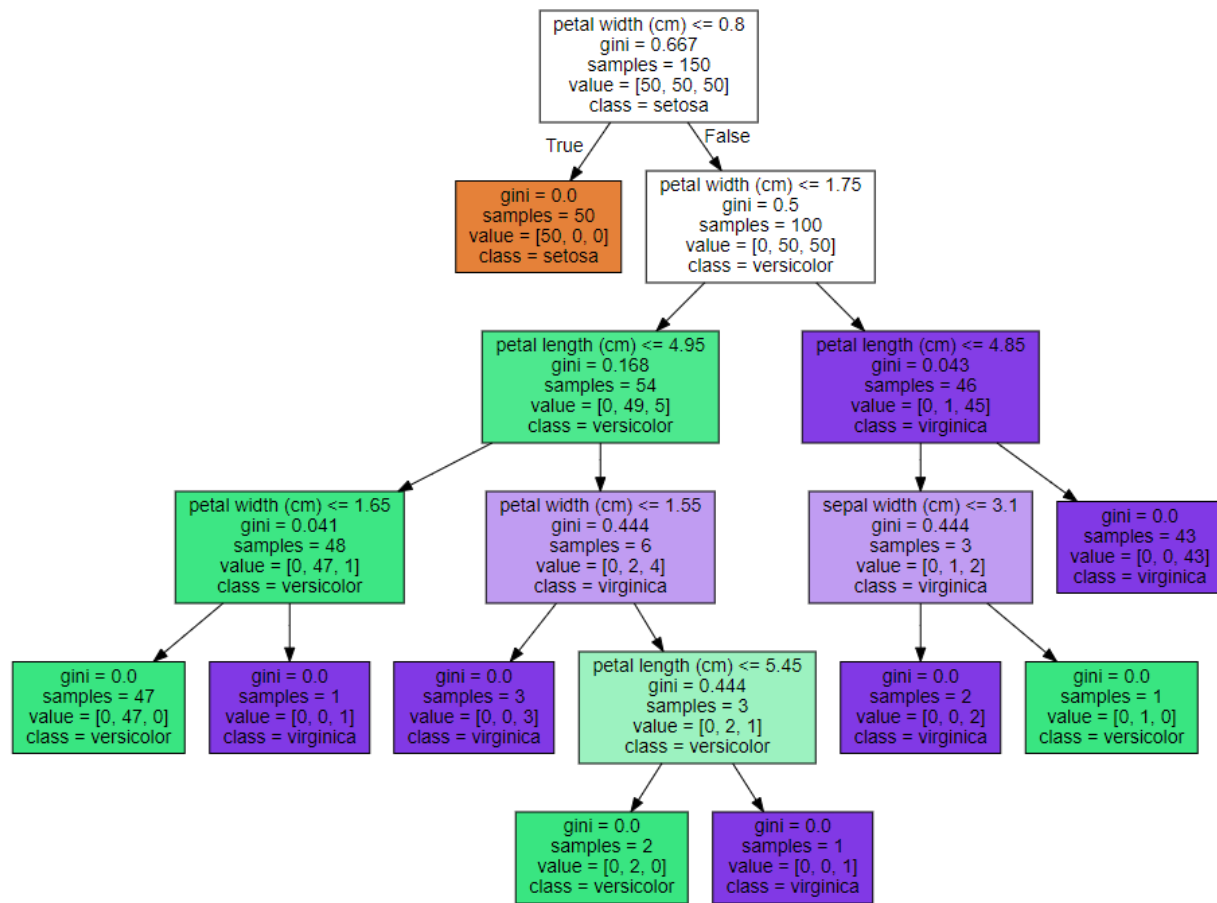 petal width (cm) <= 0.8
gini = 0.667
samples = 150
value = [50, 50, 50]
class = setosa
True
False
gini = 0.0
samples = 50
value = [50, 0, 0]
class = setosa
petal width (cm) <= 1.75
gini = 0.5
samples = 100
value = [0, 50, 50]
class = versicolor
petal length (cm) <= 4.95
gini = 0.168
samples = 54
value = [0, 49, 5]
class = versicolor
petal length (cm) <= 4.85
gini = 0.043
samples = 46
value = [0, 1, 45]
class = virginica
petal width (cm) <= 1.65
gini = 0.041
samples = 48
value = [0, 47, 1]
class = versicolor
petal width (cm) <= 1.55
gini = 0.444
samples = 6
value = [0, 2, 4]
class = virginica
sepal width (cm) <= 3.1
gini = 0.444
samples = 3
value = [0, 1, 2]
class = virginica
gini = 0.0
samples = 43
value = [0, 0, 43]
class = virginica
gini = 0.0
samples = 47
value = [0, 47, 0]
class = versicolor
gini = 0.0
samples = 1
value = [0, 0, 1]
class = virginica
gini = 0.0
samples = 3
value = [0, 0, 3]
class = virginica
petal length (cm) <= 5.45
gini = 0.444
samples = 3
value = [0, 2, 1]
class = versicolor
gini = 0.0
samples = 2
value = [0, 0, 2]
class = virginica
gini = 0.0
samples = 1
value = [0, 1, 0]
class = versicolor
gini = 0.0
samples = 2
value = [0, 2, 0]
class = versicolor
gini = 0.0
samples = 1
value = [0, 0, 1]
class = virginica